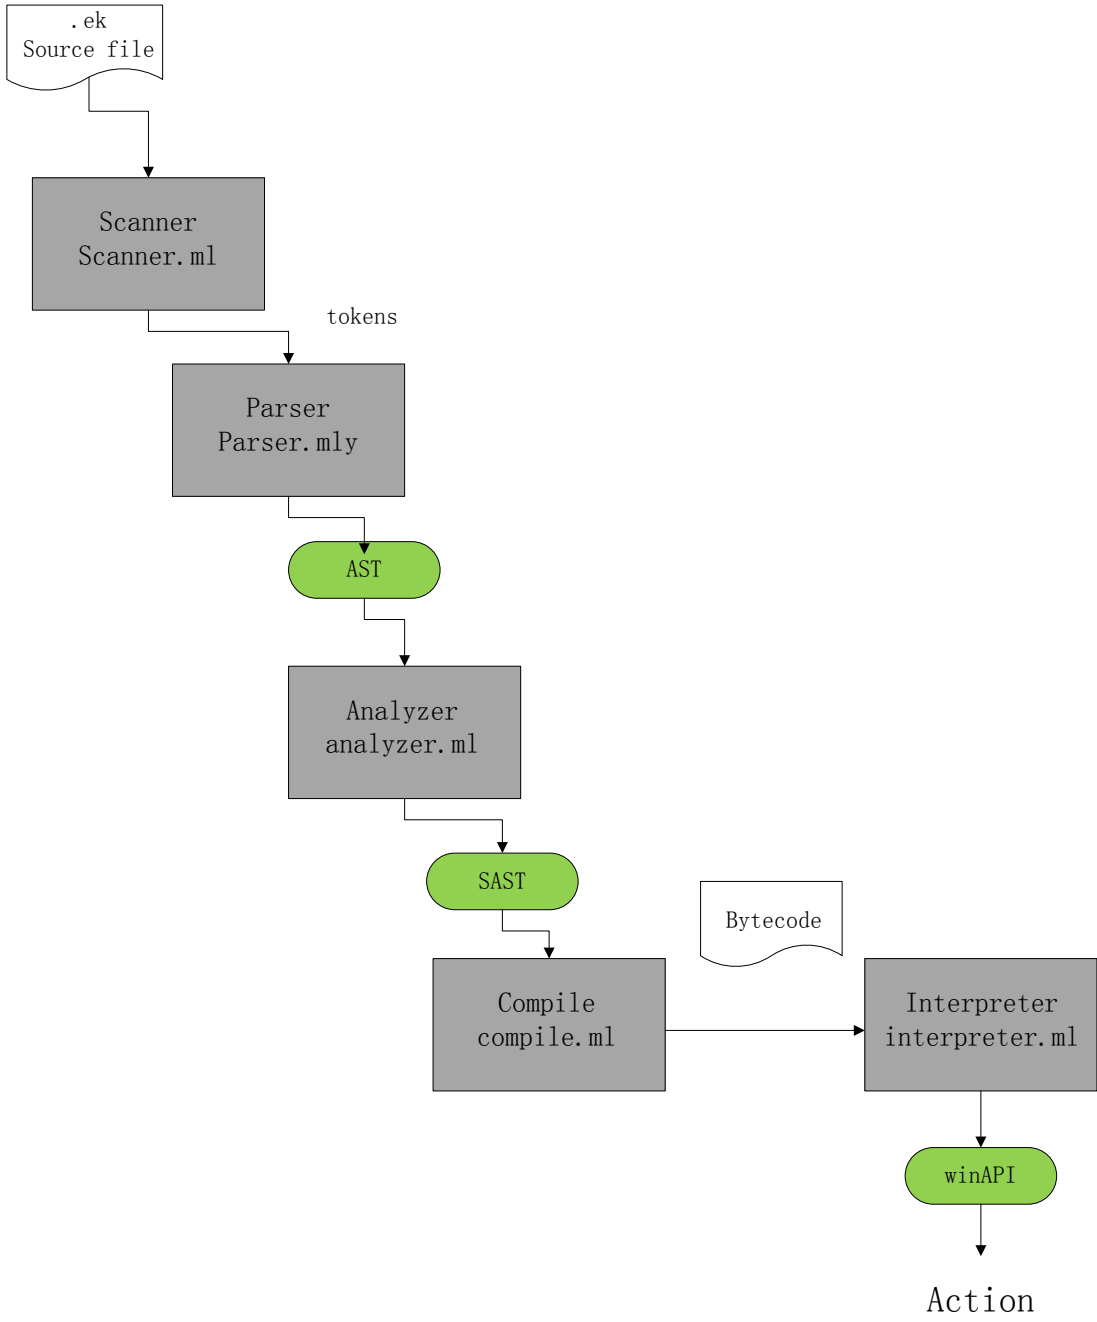 .ek
Source file
Scanner
Scanner.ml
tokens
Parser
Parser.mly
AST
Analyzer
analyzer.ml
SAST
Bytecode
Compile
compile.ml
Interpreter
interpreter.ml
winAPI
Action